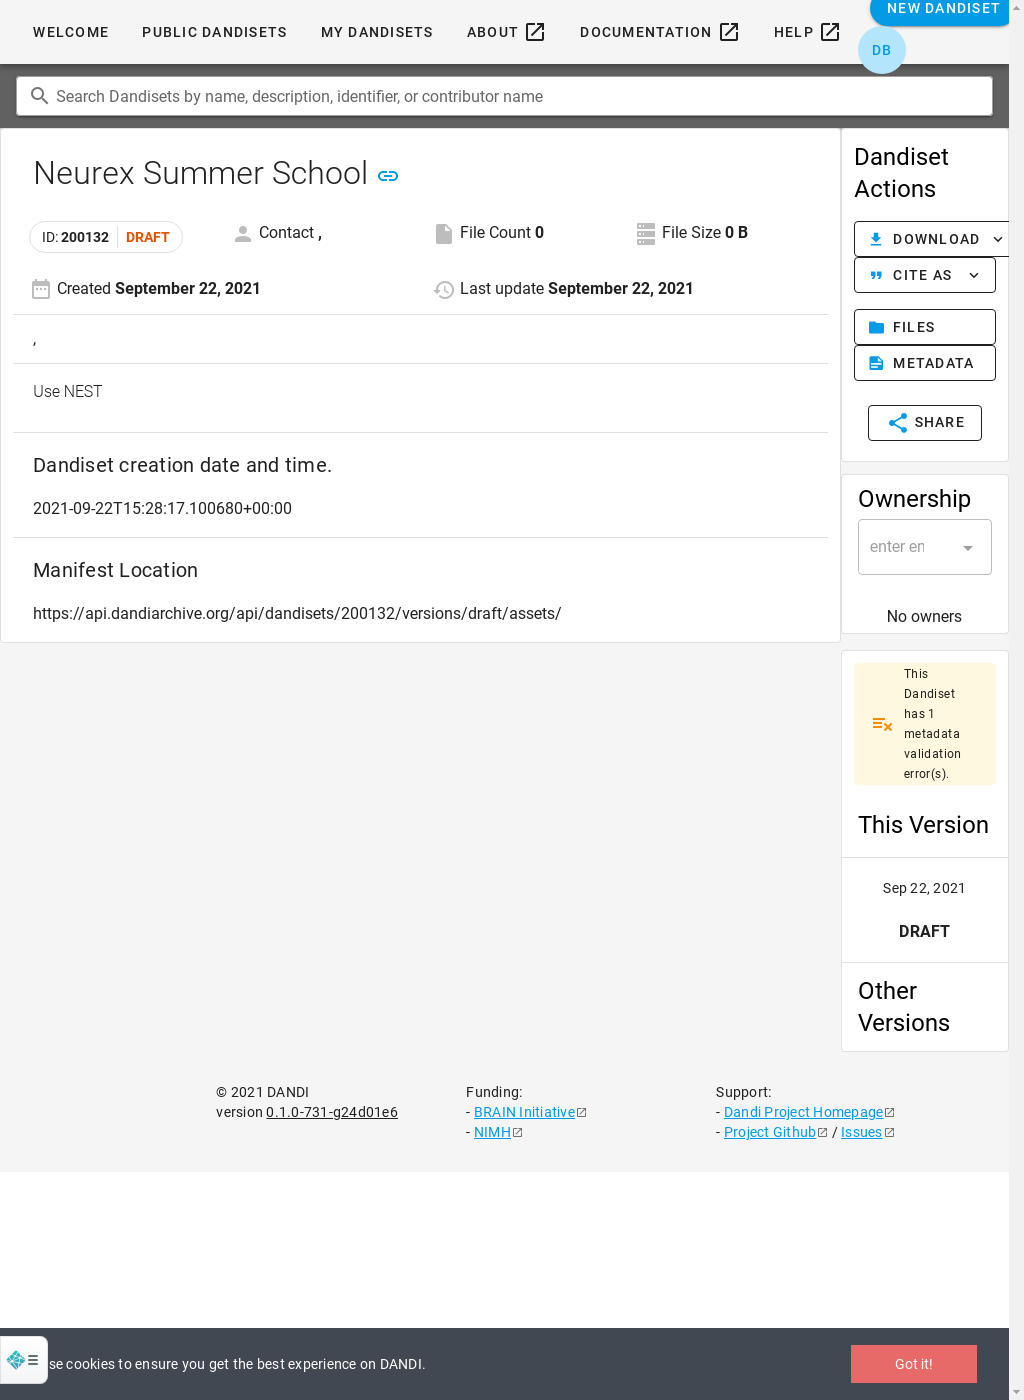 NEW DANDISET
WELCOME PUBLIC DANDISETS MY DANDISETS ABOUT DOCUMENTATION HELP
DB
Search Dandisets by name, description, identifier, or contributor name
Neurex Summer School
ID: 200132 DRAFT Contact , File Count 0 File Size 0 B
Created September 22, 2021 Last update September 22, 2021
,
Use NEST
Dandiset creation date and time.
2021-09-22T15:28:17.100680+00:00
Manifest Location
https://api.dandiarchive.org/api/dandisets/200132/versions/draft/assets/
Dandiset
Actions
DOWNLOAD
CITE AS
FILES
METADATA
SHARE
Ownership
enter
No owners
This
Dandiset
has 1
metadata
validation
error(s).
This Version
Sep 22, 2021
DRAFT
Other
Versions
© 2021 DANDI
version 0.1.0-731-g24d01e6
Funding:
- BRAIN Initiative
- NIMH
Support:
- Dandi Project Homepage
- Project Github / Issues
cookies to ensure you get the best experience on DANDI.
Got it!